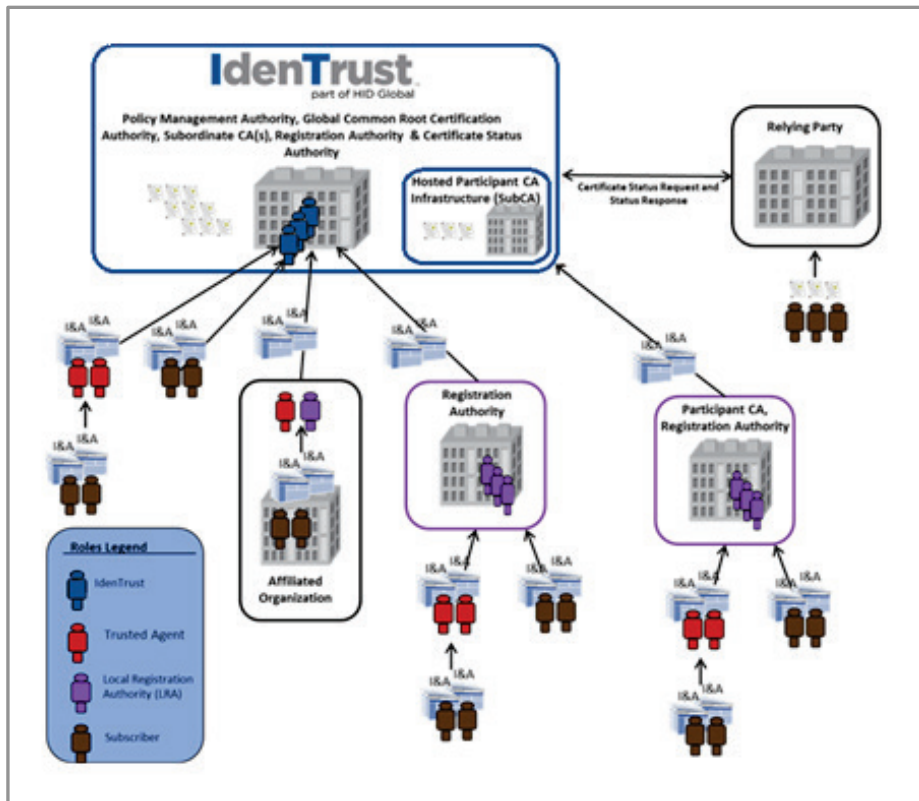 IdenTrust
part of HID Global
Policy Management Authority, Global Common Root Certification
Authority, Subordinate CA(s), Registration Authority & Certificate Status
Authority
Hosted Participant CA
Infrastructure (SubCA)
Relying Party
Certificate Status Request and
Status Response
I&A
I&A
I&A
I&A
I&A
I&A
I&A
I&A
I&A
I&A
Registration
Authority
Participant CA,
Registration Authority
I&A
I&A
I&A
I&A
Affiliated
Organization
I&A
I&A
I&A
I&A
I&A
I&A
I&A
I&A
I&A
I&A
I&A
I&A
Roles Legend
IdenTrust
Trusted Agent
Local Registration
Authority (LRA)
Subscriber